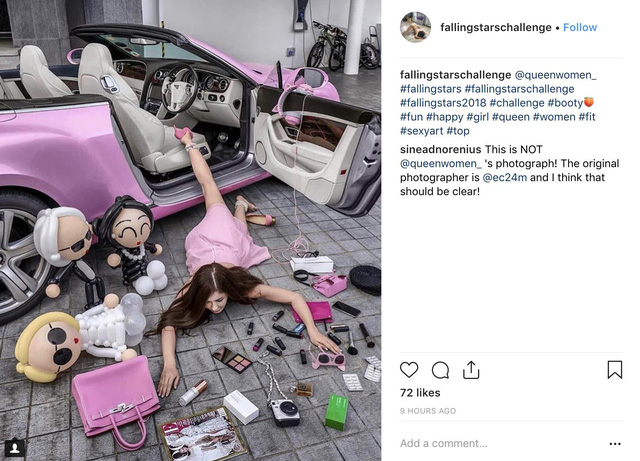 fallingstarschallenge • Follow
fallingstarschallenge @queenwomen_
#fallingstars #fallingstarschallenge
#fallingstars2018 #challenge #booty🍑
#fun #happy #girl #queen #women #fit
#sexyart #top
sineadnorenius This is NOT
@queenwomen_ 's photograph! The original
photographer is @ec24m and I think that
should be clear!
72 likes
9 HOURS AGO
Add a comment...